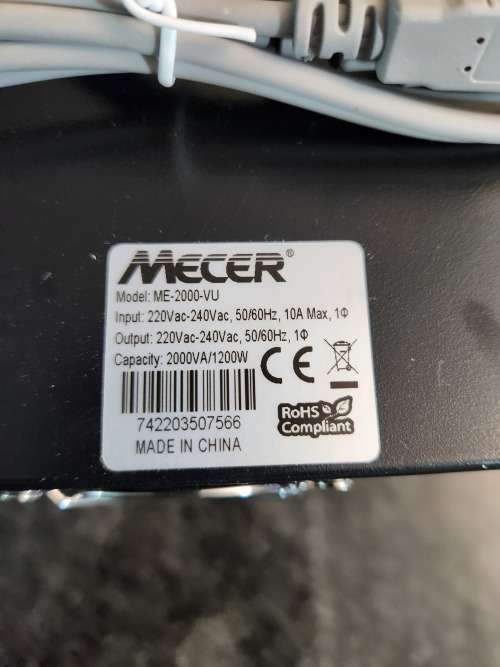 MECER®
Model: ME-2000-VU
Input: 220Vac-240Vac, 50/60Hz, 10A Max, 1Φ
Output: 220Vac-240Vac, 50/60Hz, 1Φ
Capacity: 2000VA/1200W
CE
742203507566
RoHS
Compliant
MADE IN CHINA